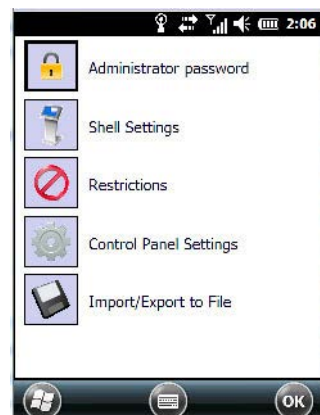 2:06
Administrator password
Shell Settings
Restrictions
Control Panel Settings
Import/Export to File
OK